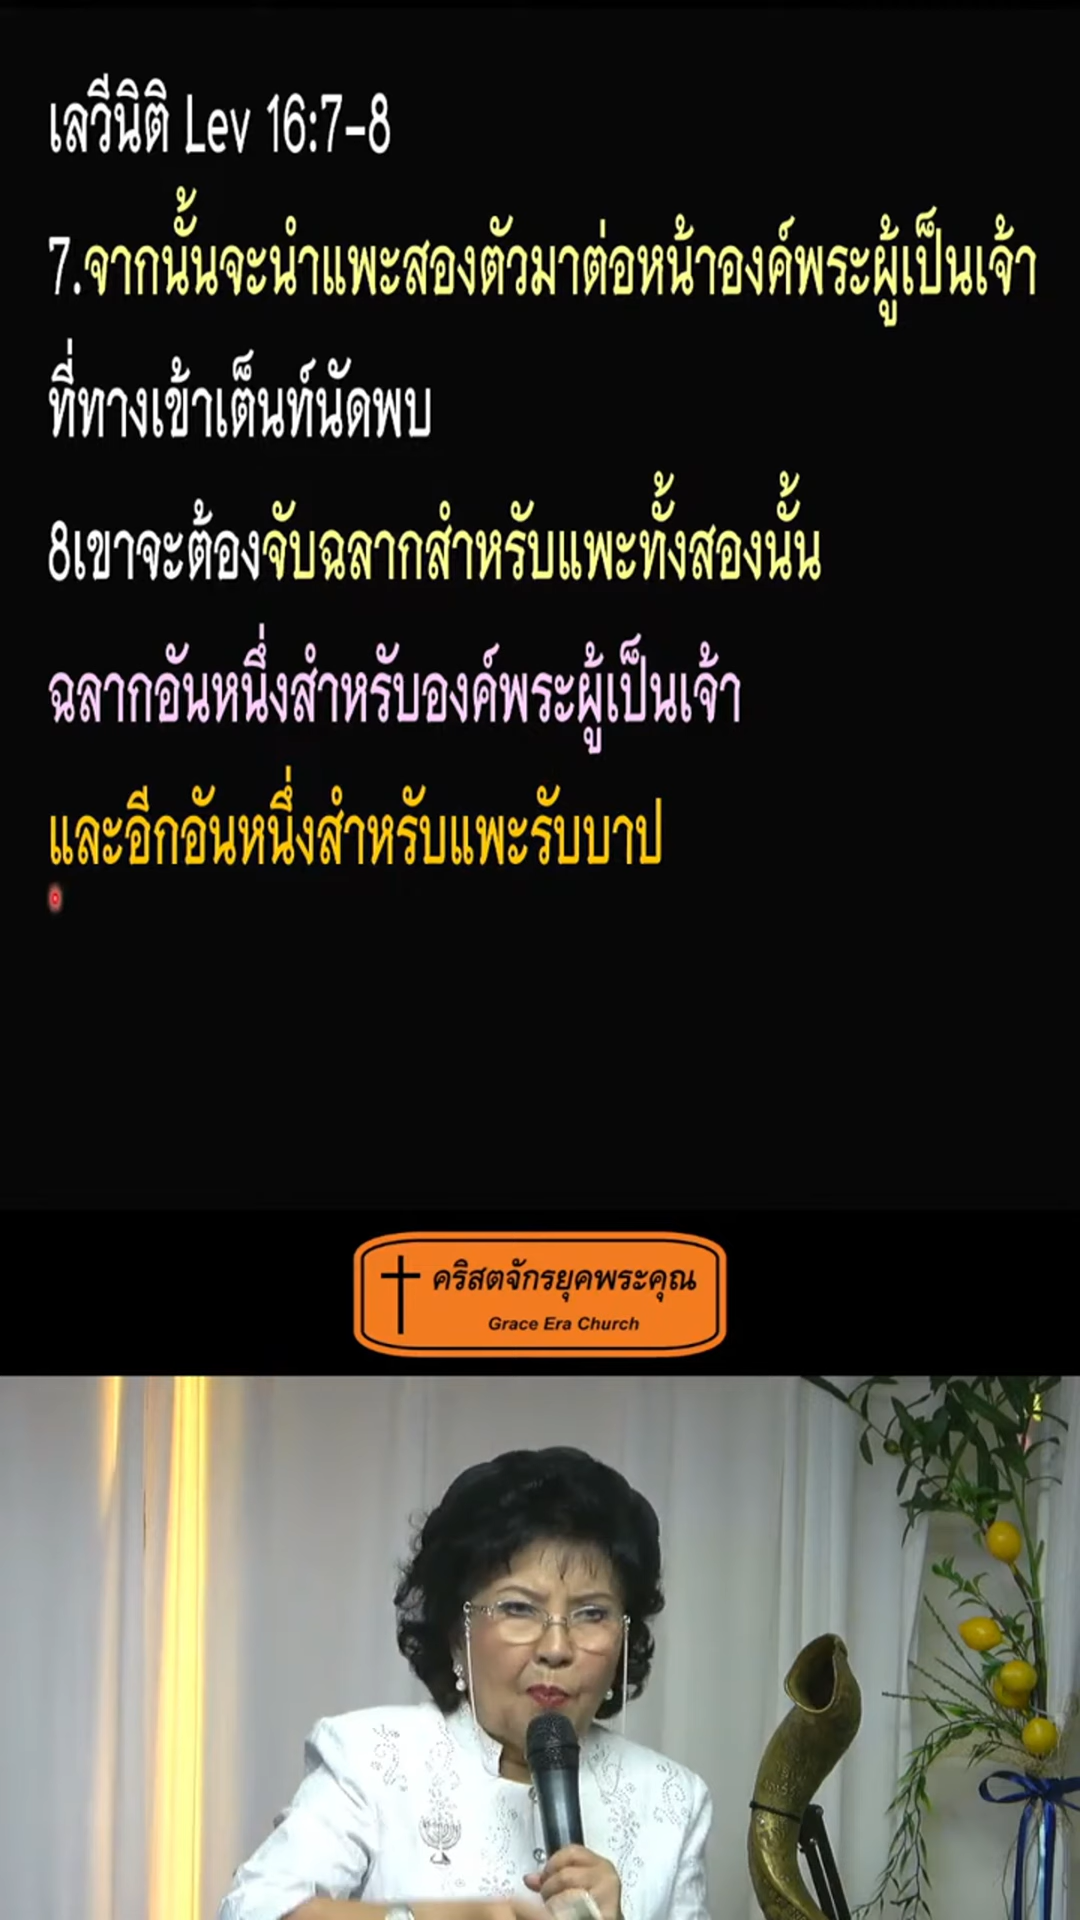 เลวีนิติ Lev 16:7-8
7.จากนั้นจะนำแพะสองตัวมาต่อหน้าองค์พระผู้เป็นเจ้า
ที่ทางเข้าเต็นท์นัดพบ
8เขาจะต้องจับฉลากสำหรับแพะทั้งสองนั้น
ฉลากอันหนึ่งสำหรับองค์พระผู้เป็นเจ้า
และอีกอันหนึ่งสำหรับแพะรับบาป
คริสตจักรยุคพระคุณ
Grace Era Church